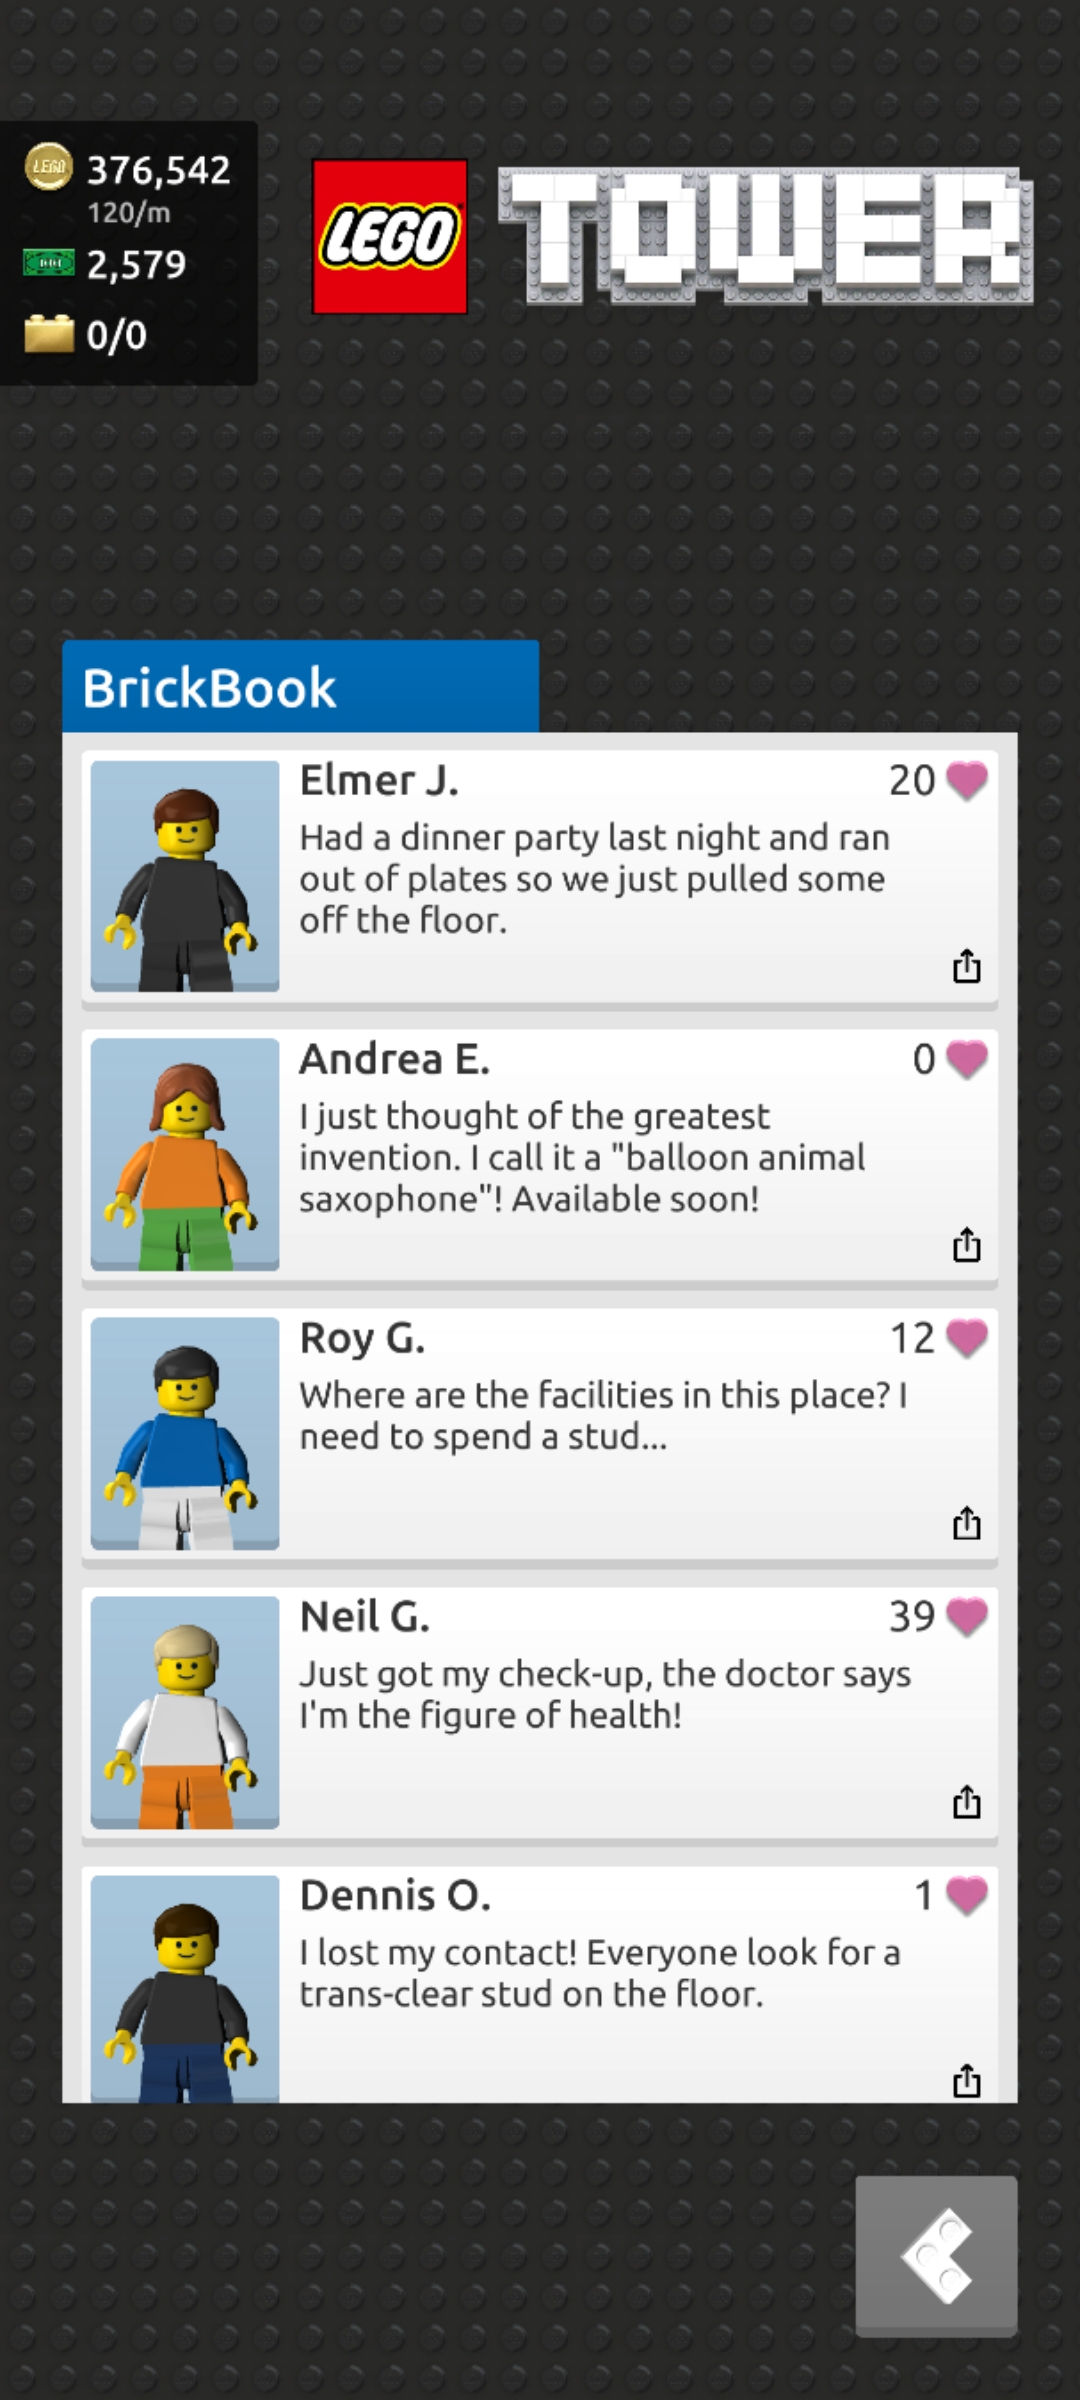 LEGO
376,542
120/m
2,579
0/0
LEGO
TOWER
BrickBook
Elmer J.
20
Had a dinner party last night and ran
out of plates so we just pulled some
off the floor.
Andrea E.
0
I just thought of the greatest
invention. I call it a "balloon animal
saxophone"! Available soon!
Roy G.
12
Where are the facilities in this place? I
need to spend a stud...
Neil G.
39
Just got my check-up, the doctor says
I'm the figure of health!
Dennis O.
1
I lost my contact! Everyone look for a
trans-clear stud on the floor.